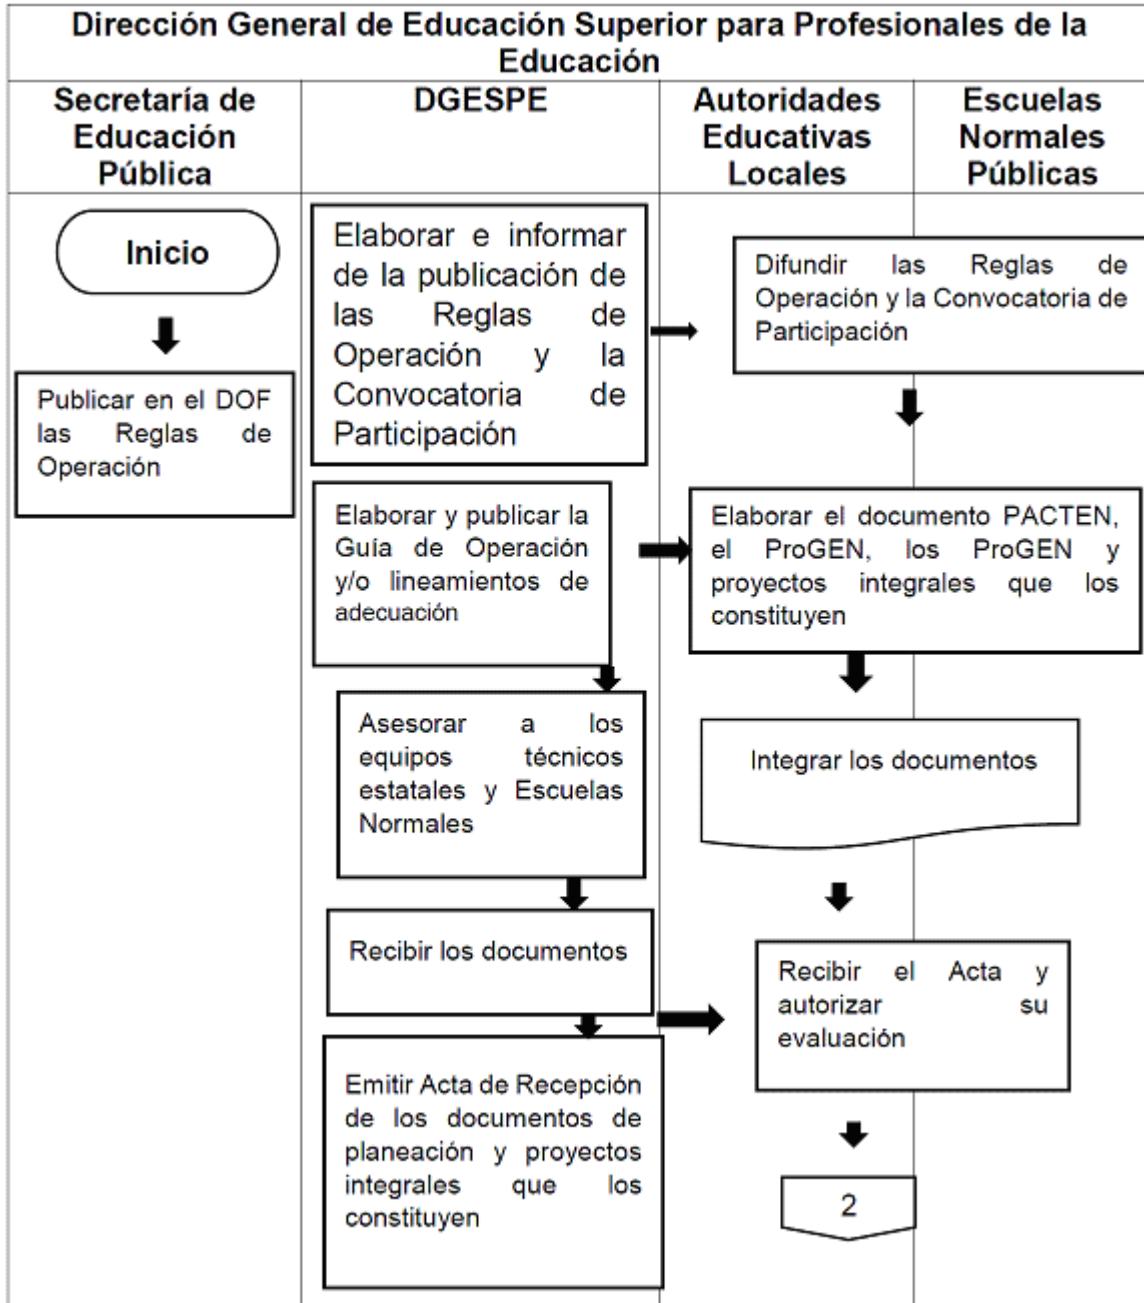 Dirección General de Educación Superior para Profesionales de la
Educación
Secretaría de
Educación
Pública
DGESPE
Autoridades
Educativas
Locales
Escuelas
Normales
Públicas
Inicio
Publicar en el DOF
las Reglas de
Operación
Elaborar e informar
de la publicación de
las Reglas de
Operación y la
Convocatoria de
Participación
Difundir las Reglas de
Operación y la Convocatoria de
Participación
Elaborar y publicar la
Guía de Operación
y/o lineamientos de
adecuación
Elaborar el documento PACTEN,
el ProGEN, los ProGEN y
proyectos integrales que los
constituyen
Asesorar a los
equipos técnicos
estatales y Escuelas
Normales
Integrar los documentos
Recibir los documentos
Recibir el Acta y
autorizar su
evaluación
Emitir Acta de Recepción
de los documentos de
planeación y proyectos
integrales que los
constituyen
2